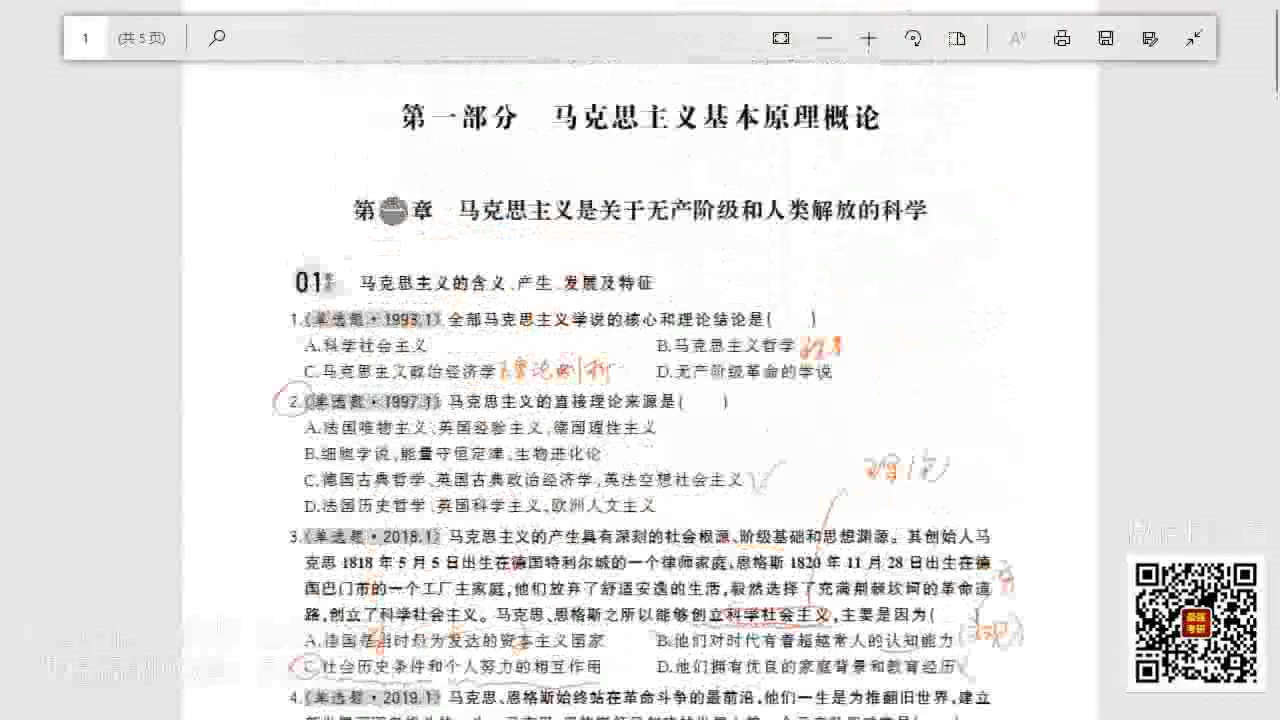 1 (共 5 页)
第一部分 马克思主义基本原理概论
第一章 马克思主义是关于无产阶级和人类解放的科学
01 马克思主义的含义、产生、发展及特征
1.《单选题·1993.1》全部马克思主义学说的核心和理论结论是( )
A.科学社会主义 B.马克思主义哲学
C.马克思主义政治经济学 D.无产阶级革命的学说
2.《单选题·1997.1》马克思主义的直接理论来源是( )
A.法国唯物主义、英国经验主义,德国理性主义
B.细胞学说,能量守恒定律、生物进化论
C.德国古典哲学、英国古典政治经济学,英法空想社会主义
D.法国历史哲学、英国科学主义,欧洲人文主义
3.《单选题·2018.1》马克思主义的产生具有深刻的社会根源、阶级基础和思想渊源。其创始人马
克思 1818 年 5 月 5 日出生在德国特利尔城的一个律师家庭,恩格斯 1820 年 11 月 28 日出生在德
国巴门市的一个工厂主家庭,他们放弃了舒适安逸的生活,毅然选择了充满荆棘坎坷的革命道
路,创立了科学社会主义。马克思、恩格斯之所以能够创立科学社会主义,主要是因为(
A.德国是当时最为发达的资本主义国家 B.他们对时代有着超越常人的认知能力
C.社会历史条件和个人努力的相互作用 D.他们拥有优良的家庭背景和教育经历
4.《单选题·2019.1》马克思、恩格斯始终站在革命斗争的最前沿,他们一生是为推翻旧世界,建立